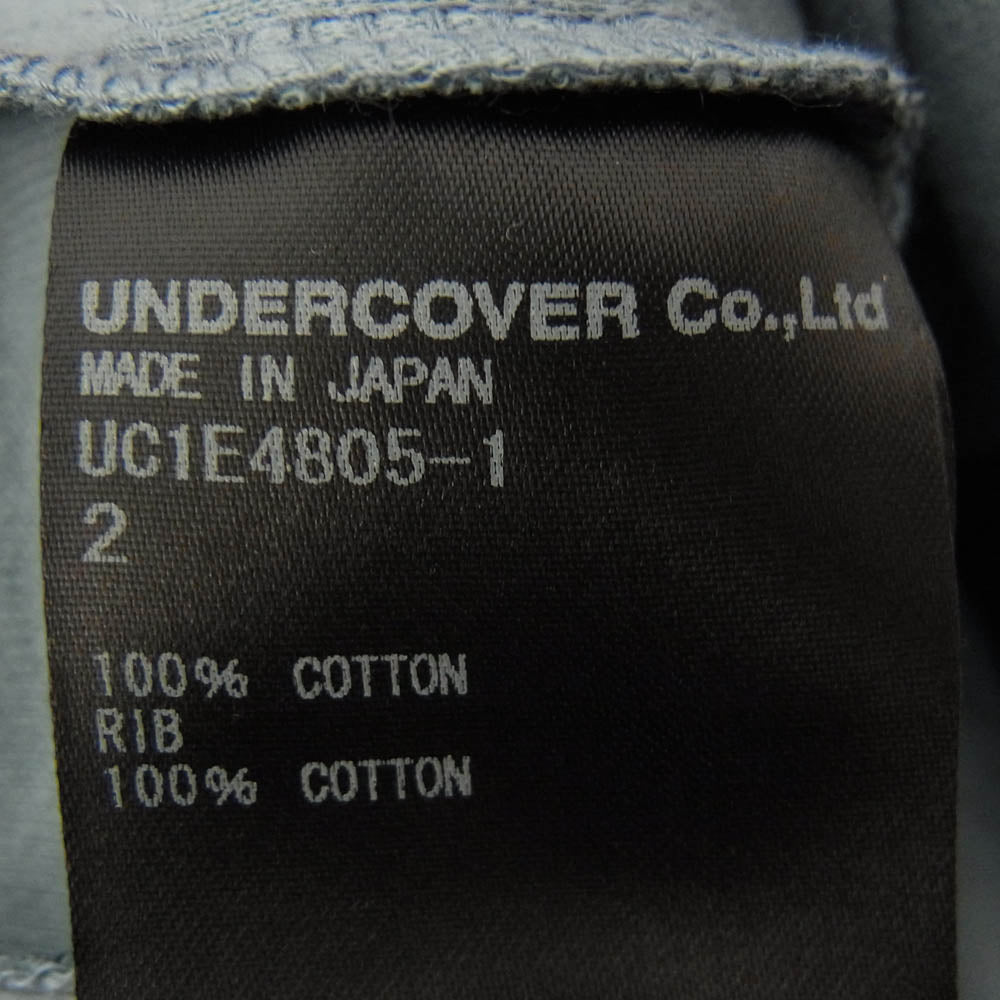 UNDERCOVER Co.,Ltd
MADE IN JAPAN
UC1E4805-1
2
100% COTTON
RIB
100% COTTON